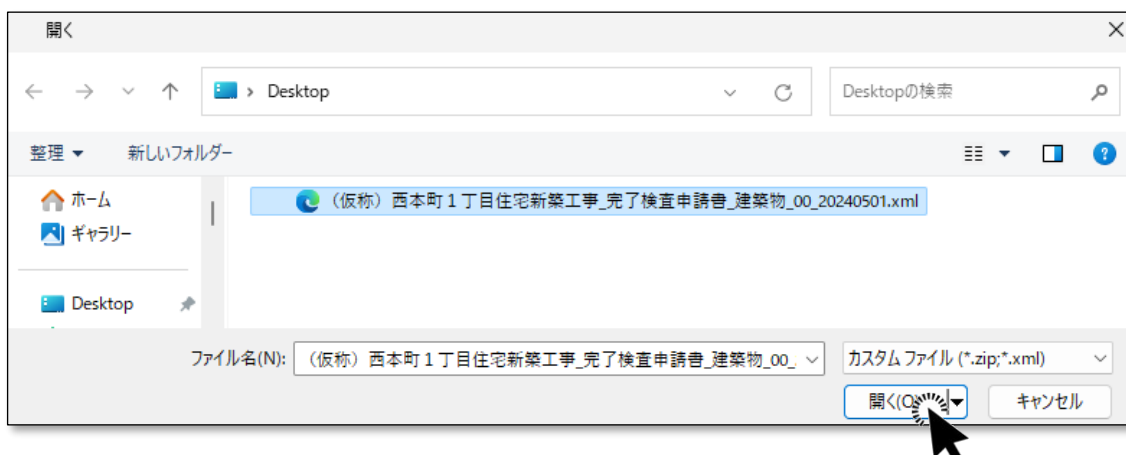 開く
Desktop
Desktopの検索
整理
新しいフォルダー
ホーム
ギャラリー
Desktop
（仮称）西本町１丁目住宅新築工事_完了検査申請書_建築物_00_20240501.xml
ファイル名(N):
（仮称）西本町１丁目住宅新築工事_完了検査申請書_建築物_00_
カスタム ファイル (*.zip;*.xml)
開く(O)
キャンセル